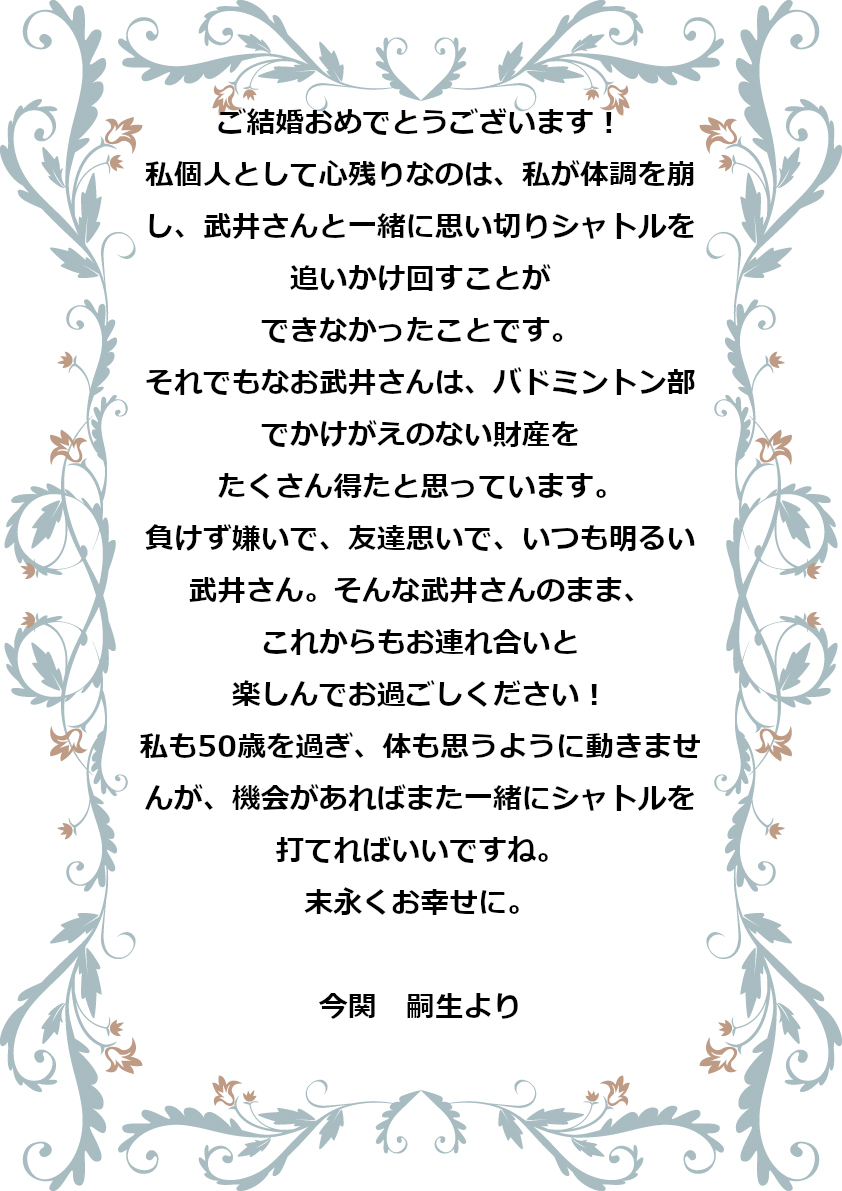 ご結婚おめでとうございます！
私個人として心残りなのは、私が体調を崩
し、武井さんと一緒に思い切りシャトルを
追いかけ回すことが
できなかったことです。
それでもなお武井さんは、バドミントン部
でかけがえのない財産を
たくさん得たと思っています。
負けず嫌いで、友達思いで、いつも明るい
武井さん。そんな武井さんのまま、
これからもお連れ合いと
楽しんでお過ごしください！
私も50歳を過ぎ、体も思うように動きませ
んが、機会があればまた一緒にシャトルを
打てればいいですね。
末永くお幸せに。
今関　嗣生より